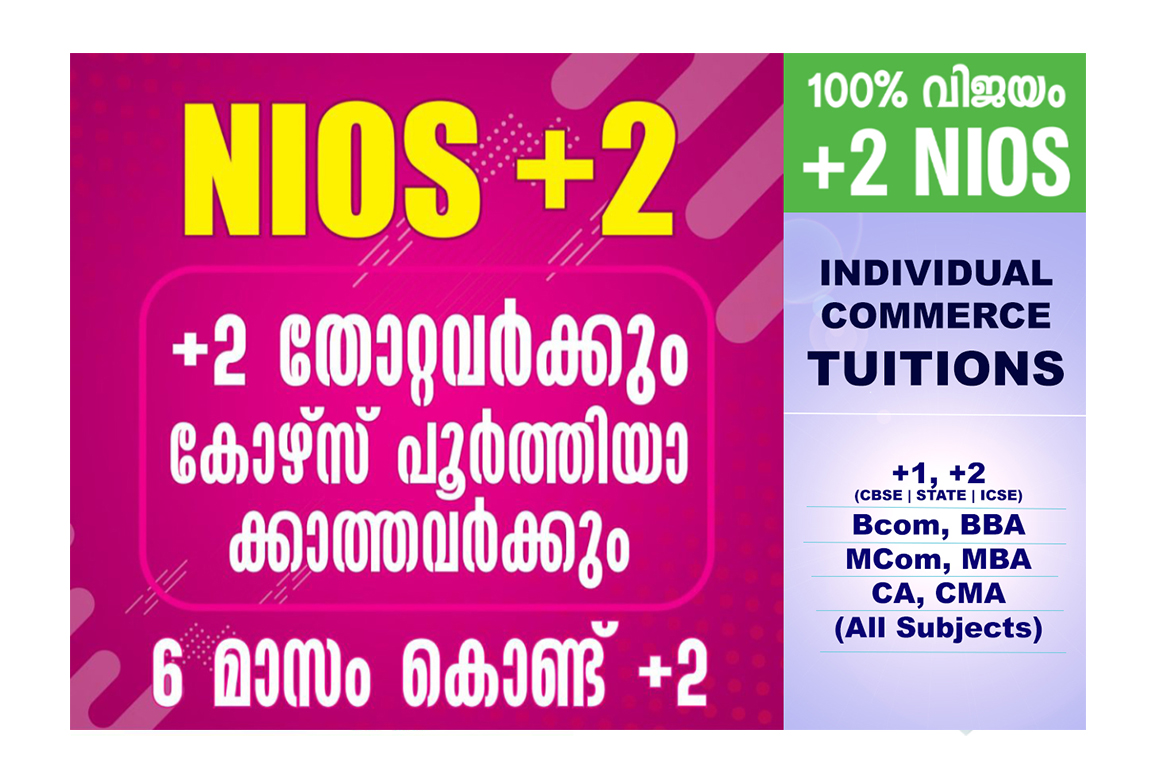 NIOS +2
+2 തോറ്റവർക്കും
കോഴ്സ് പൂർത്തിയാ
ക്കാത്തവർക്കും
6 മാസം കൊണ്ട് +2
100% വിജയം
+2 NIOS
INDIVIDUAL
COMMERCE
TUITIONS
+1, +2
(CBSE | STATE | ICSE)
Bcom, BBA
MCom, MBA
CA, CMA
(All Subjects)